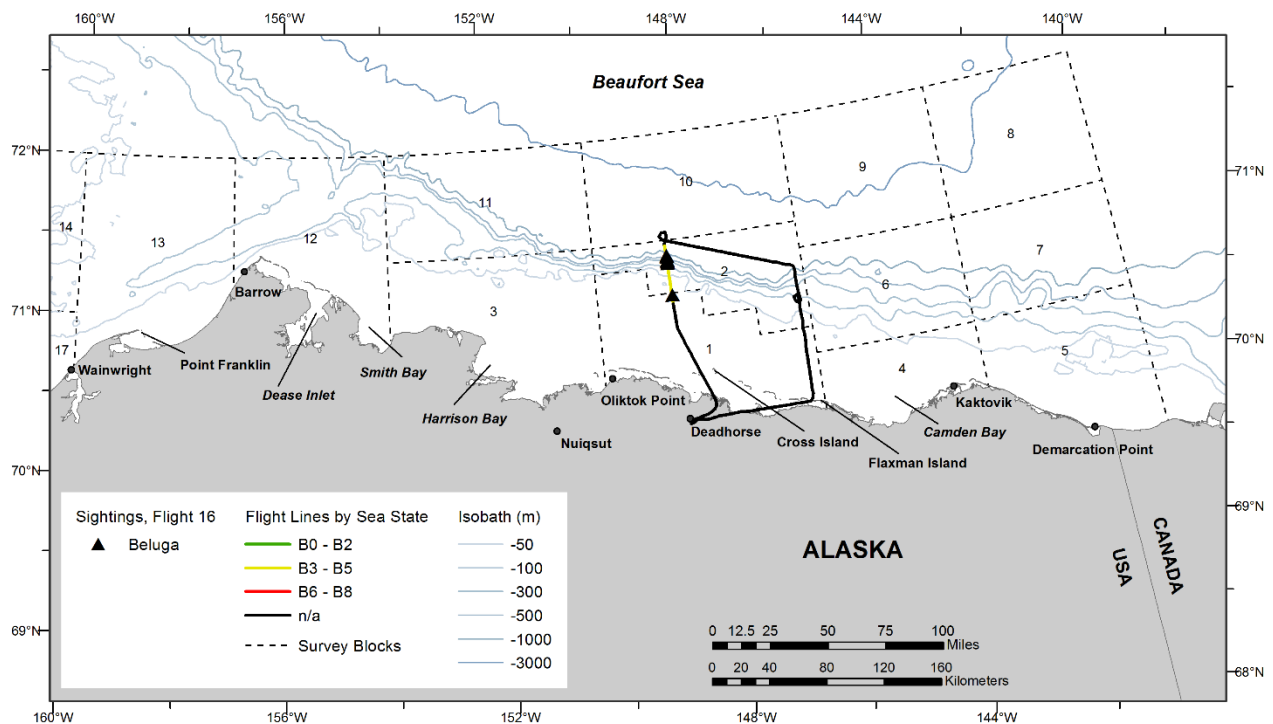 160°W 156°W 152°W 148°W 144°W 140°W
Beaufort Sea
72°N
71°N
71°N
70°N
70°N
69°N
69°N
68°N
8
9
10
11
14
13
12
7
2
6
3
1
5
4
17
Barrow
Point Franklin
Wainwright
Dease Inlet
Smith Bay
Harrison Bay
Oliktok Point
Nuiqsut
Deadhorse
Cross Island
Flaxman Island
Camden Bay
Kaktovik
Demarcation Point
ALASKA
USA
CANADA
Sightings, Flight 16
Beluga
Flight Lines by Sea State
B0 - B2
B3 - B5
B6 - B8
n/a
Survey Blocks
Isobath (m)
-50
-100
-300
-500
-1000
-3000
0 12.5 25 50 75 100
Miles
0 20 40 80 120 160
Kilometers
160°W 156°W 152°W 148°W 144°W